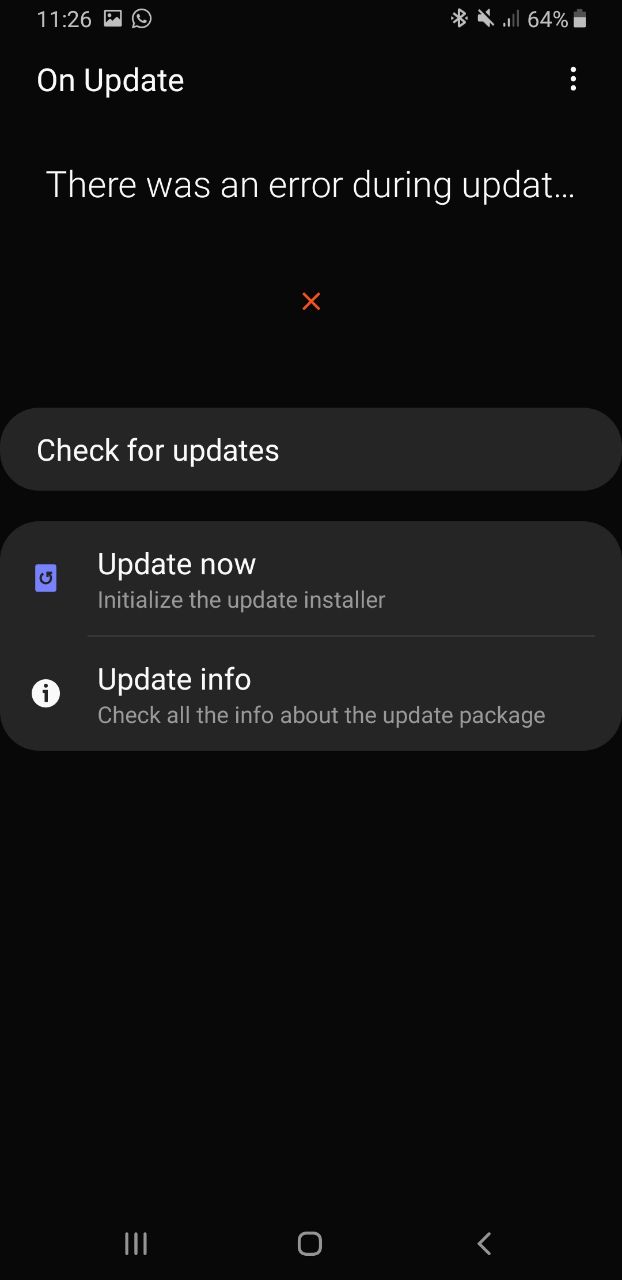 11:26 64%
On Update
There was an error during updat...
Check for updates
Update now
Initialize the update installer
Update info
Check all the info about the update package